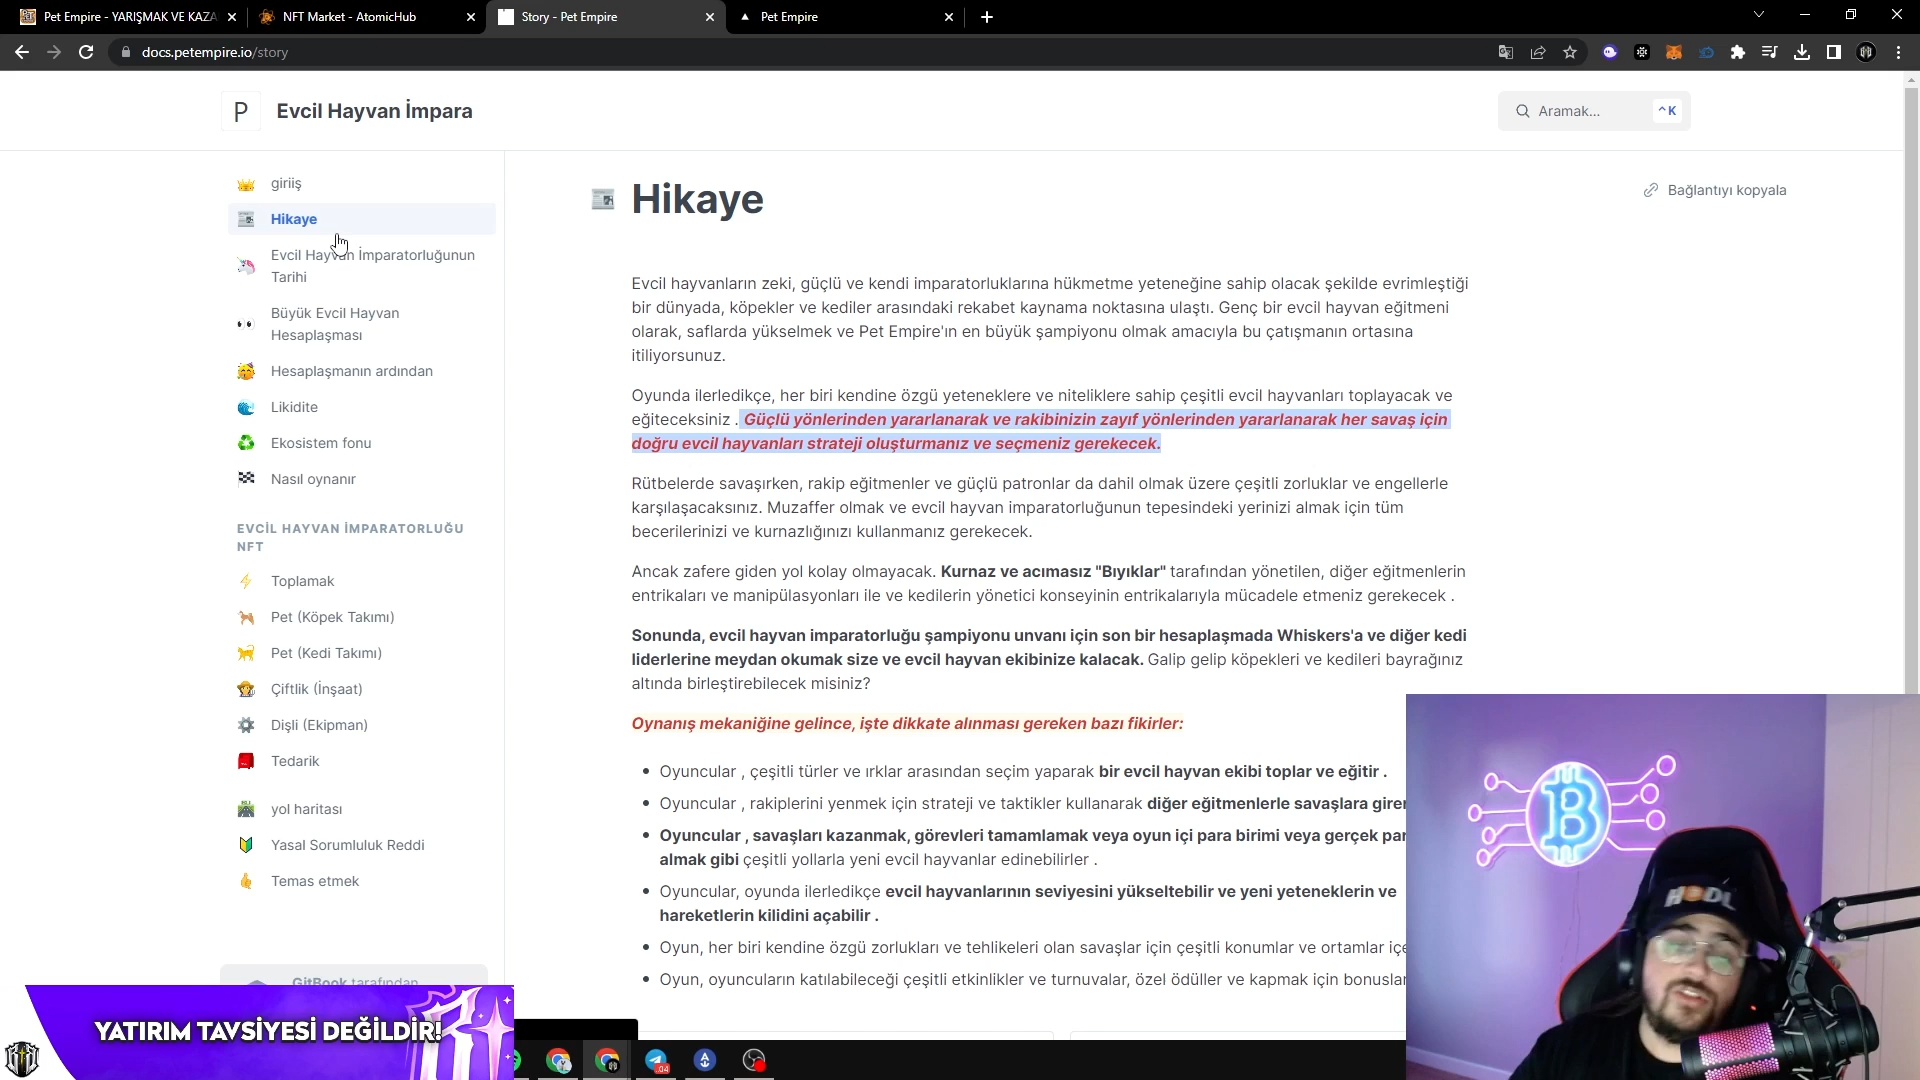 Pet Empire - YARIŞMAK VE KAZA
NFT Market - AtomicHub
Story - Pet Empire
Pet Empire
docs.petempire.io/story
P
Evcil Hayvan İmpara
Aramak...
^K
giriiş
Hikaye
Evcil Hayvan İmparatorluğunun
Tarihi
Büyük Evcil Hayvan
Hesaplaşması
Hesaplaşmanın ardından
Likidite
Ekosistem fonu
Nasıl oynanır
EVCİL HAYVAN İMPARATORLUĞU
NFT
Toplamak
Pet (Köpek Takımı)
Pet (Kedi Takımı)
Çiftlik (İnşaat)
Dişli (Ekipman)
Tedarik
yol haritası
Yasal Sorumluluk Reddi
Temas etmek
GitBook tarafından
Hikaye
Bağlantıyı kopyala
Evcil hayvanların zeki, güçlü ve kendi imparatorluklarına hükmetme yeteneğine sahip olacak şekilde evrimleştiği
bir dünyada, köpekler ve kediler arasındaki rekabet kaynama noktasına ulaştı. Genç bir evcil hayvan eğitmeni
olarak, saflarda yükselmek ve Pet Empire'ın en büyük şampiyonu olmak amacıyla bu çatışmanın ortasına
itiliyorsunuz.
Oyunda ilerledikçe, her biri kendine özgü yeteneklere ve niteliklere sahip çeşitli evcil hayvanları toplayacak ve
eğiteceksiniz . Güçlü yönlerinden yararlanarak ve rakibinizin zayıf yönlerinden yararlanarak her savaş için
doğru evcil hayvanları strateji oluşturmanız ve seçmeniz gerekecek.
Rütbelerde savaşırken, rakip eğitmenler ve güçlü patronlar da dahil olmak üzere çeşitli zorluklar ve engellerle
karşılaşacaksınız. Muzaffer olmak ve evcil hayvan imparatorluğunun tepesindeki yerinizi almak için tüm
becerilerinizi ve kurnazlığınızı kullanmanız gerekecek.
Ancak zafere giden yol kolay olmayacak. Kurnaz ve acımasız "Bıyıklar" tarafından yönetilen, diğer eğitmenlerin
entrikaları ve manipülasyonları ile ve kedilerin yönetici konseyinin entrikalarıyla mücadele etmeniz gerekecek .
Sonunda, evcil hayvan imparatorluğu şampiyonu unvanı için son bir hesaplaşmada Whiskers'a ve diğer kedi
liderlerine meydan okumak size ve evcil hayvan ekibinize kalacak. Galip gelip köpekleri ve kedileri bayrağınız
altında birleştirebilecek misiniz?
Oynanış mekaniğine gelince, işte dikkate alınması gereken bazı fikirler:
Oyuncular , çeşitli türler ve ırklar arasından seçim yaparak bir evcil hayvan ekibi toplar ve eğitir .
Oyuncular , rakiplerini yenmek için strateji ve taktikler kullanarak diğer eğitmenlerle savaşlara girer
Oyuncular , savaşları kazanmak, görevleri tamamlamak veya oyun içi para birimi veya gerçek par
almak gibi çeşitli yollarla yeni evcil hayvanlar edinebilirler .
Oyuncular, oyunda ilerledikçe evcil hayvanlarının seviyesini yükseltebilir ve yeni yeteneklerin ve
hareketlerin kilidini açabilir .
Oyun, her biri kendine özgü zorlukları ve tehlikeleri olan savaşlar için çeşitli konumlar ve ortamlar içe
Oyun, oyuncuların katılabileceği çeşitli etkinlikler ve turnuvalar, özel ödüller ve kapmak için bonuslar
HODL
YATIRIM TAVSİYESİ DEĞİLDİR!